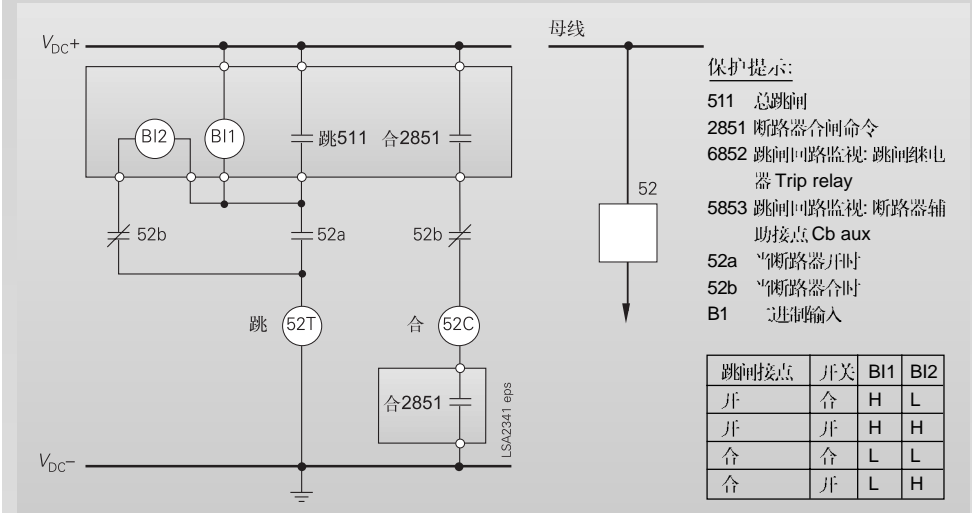 V_DC+
BI2
BI1
跳511
合2851
52b
52a
52b
跳
52T
合
52C
合2851
LSA2341 eps
V_DC−
母线
52
保护提示:
511 总跳闸
2851 断路器合闸命令
6852 跳闸回路监视: 跳闸继电
器 Trip relay
5853 跳闸回路监视: 断路器辅
助接点 Cb aux
52a 当断路器开时
52b 当断路器合时
B1 二进制输入
跳闸接点 开关 BI1 BI2
开 合 H L
开 开 H H
合 合 L L
合 开 L H